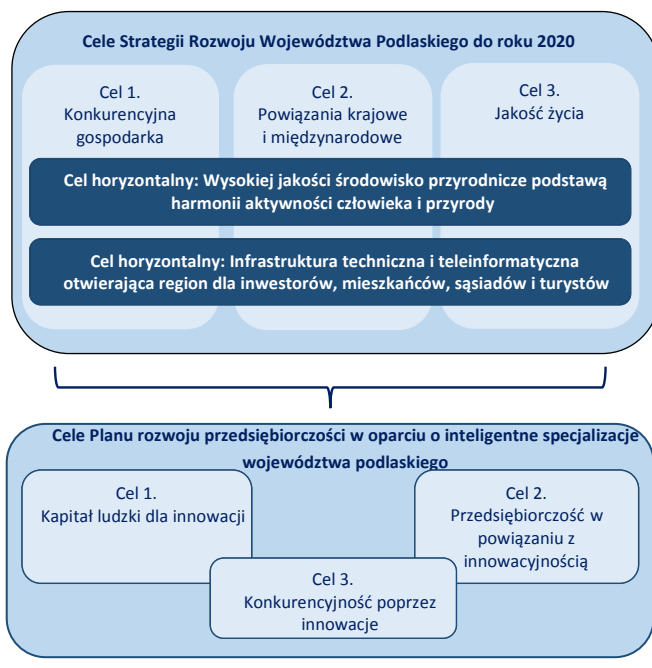 Cele Strategii Rozwoju Województwa Podlaskiego do roku 2020
Cel 1.
Konkurencyjna
gospodarka
Cel 2.
Powiązania krajowe
i międzynarodowe
Cel 3.
Jakość życia
Cel horyzontalny: Wysokiej jakości środowisko przyrodnicze podstawą
harmonii aktywności człowieka i przyrody
Cel horyzontalny: Infrastruktura techniczna i teleinformatyczna
otwierająca region dla inwestorów, mieszkańców, sąsiadów i turystów
Cele Planu rozwoju przedsiębiorczości w oparciu o inteligentne specjalizacje
województwa podlaskiego
Cel 1.
Kapitał ludzki dla innowacji
Cel 2.
Przedsiębiorczość w
powiązaniu z
innowacyjnością
Cel 3.
Konkurencyjność poprzez
innowacje